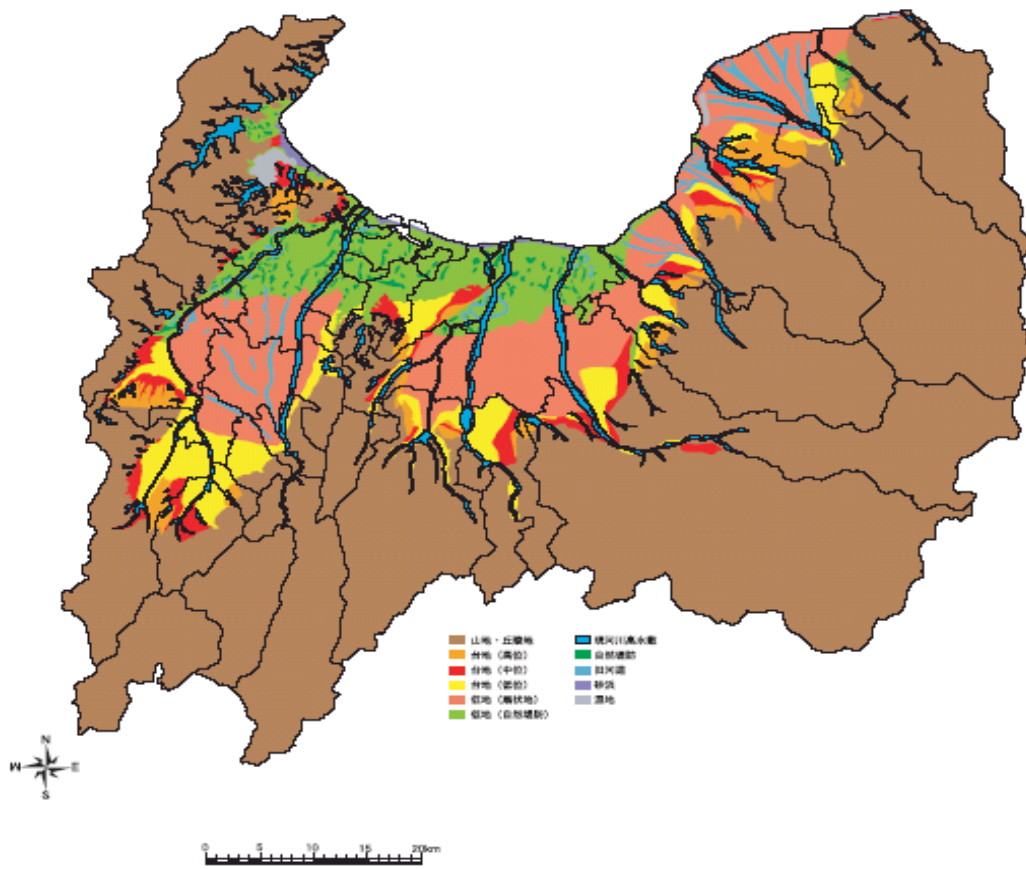 山地・丘陵地
台地（高位）
台地（中位）
台地（低位）
低地（扇状地）
低地（自然堤防）
現河川高水敷
自然堤防
旧河道
砂浜
湿地
N
W
E
S
0 5 10 15 20km